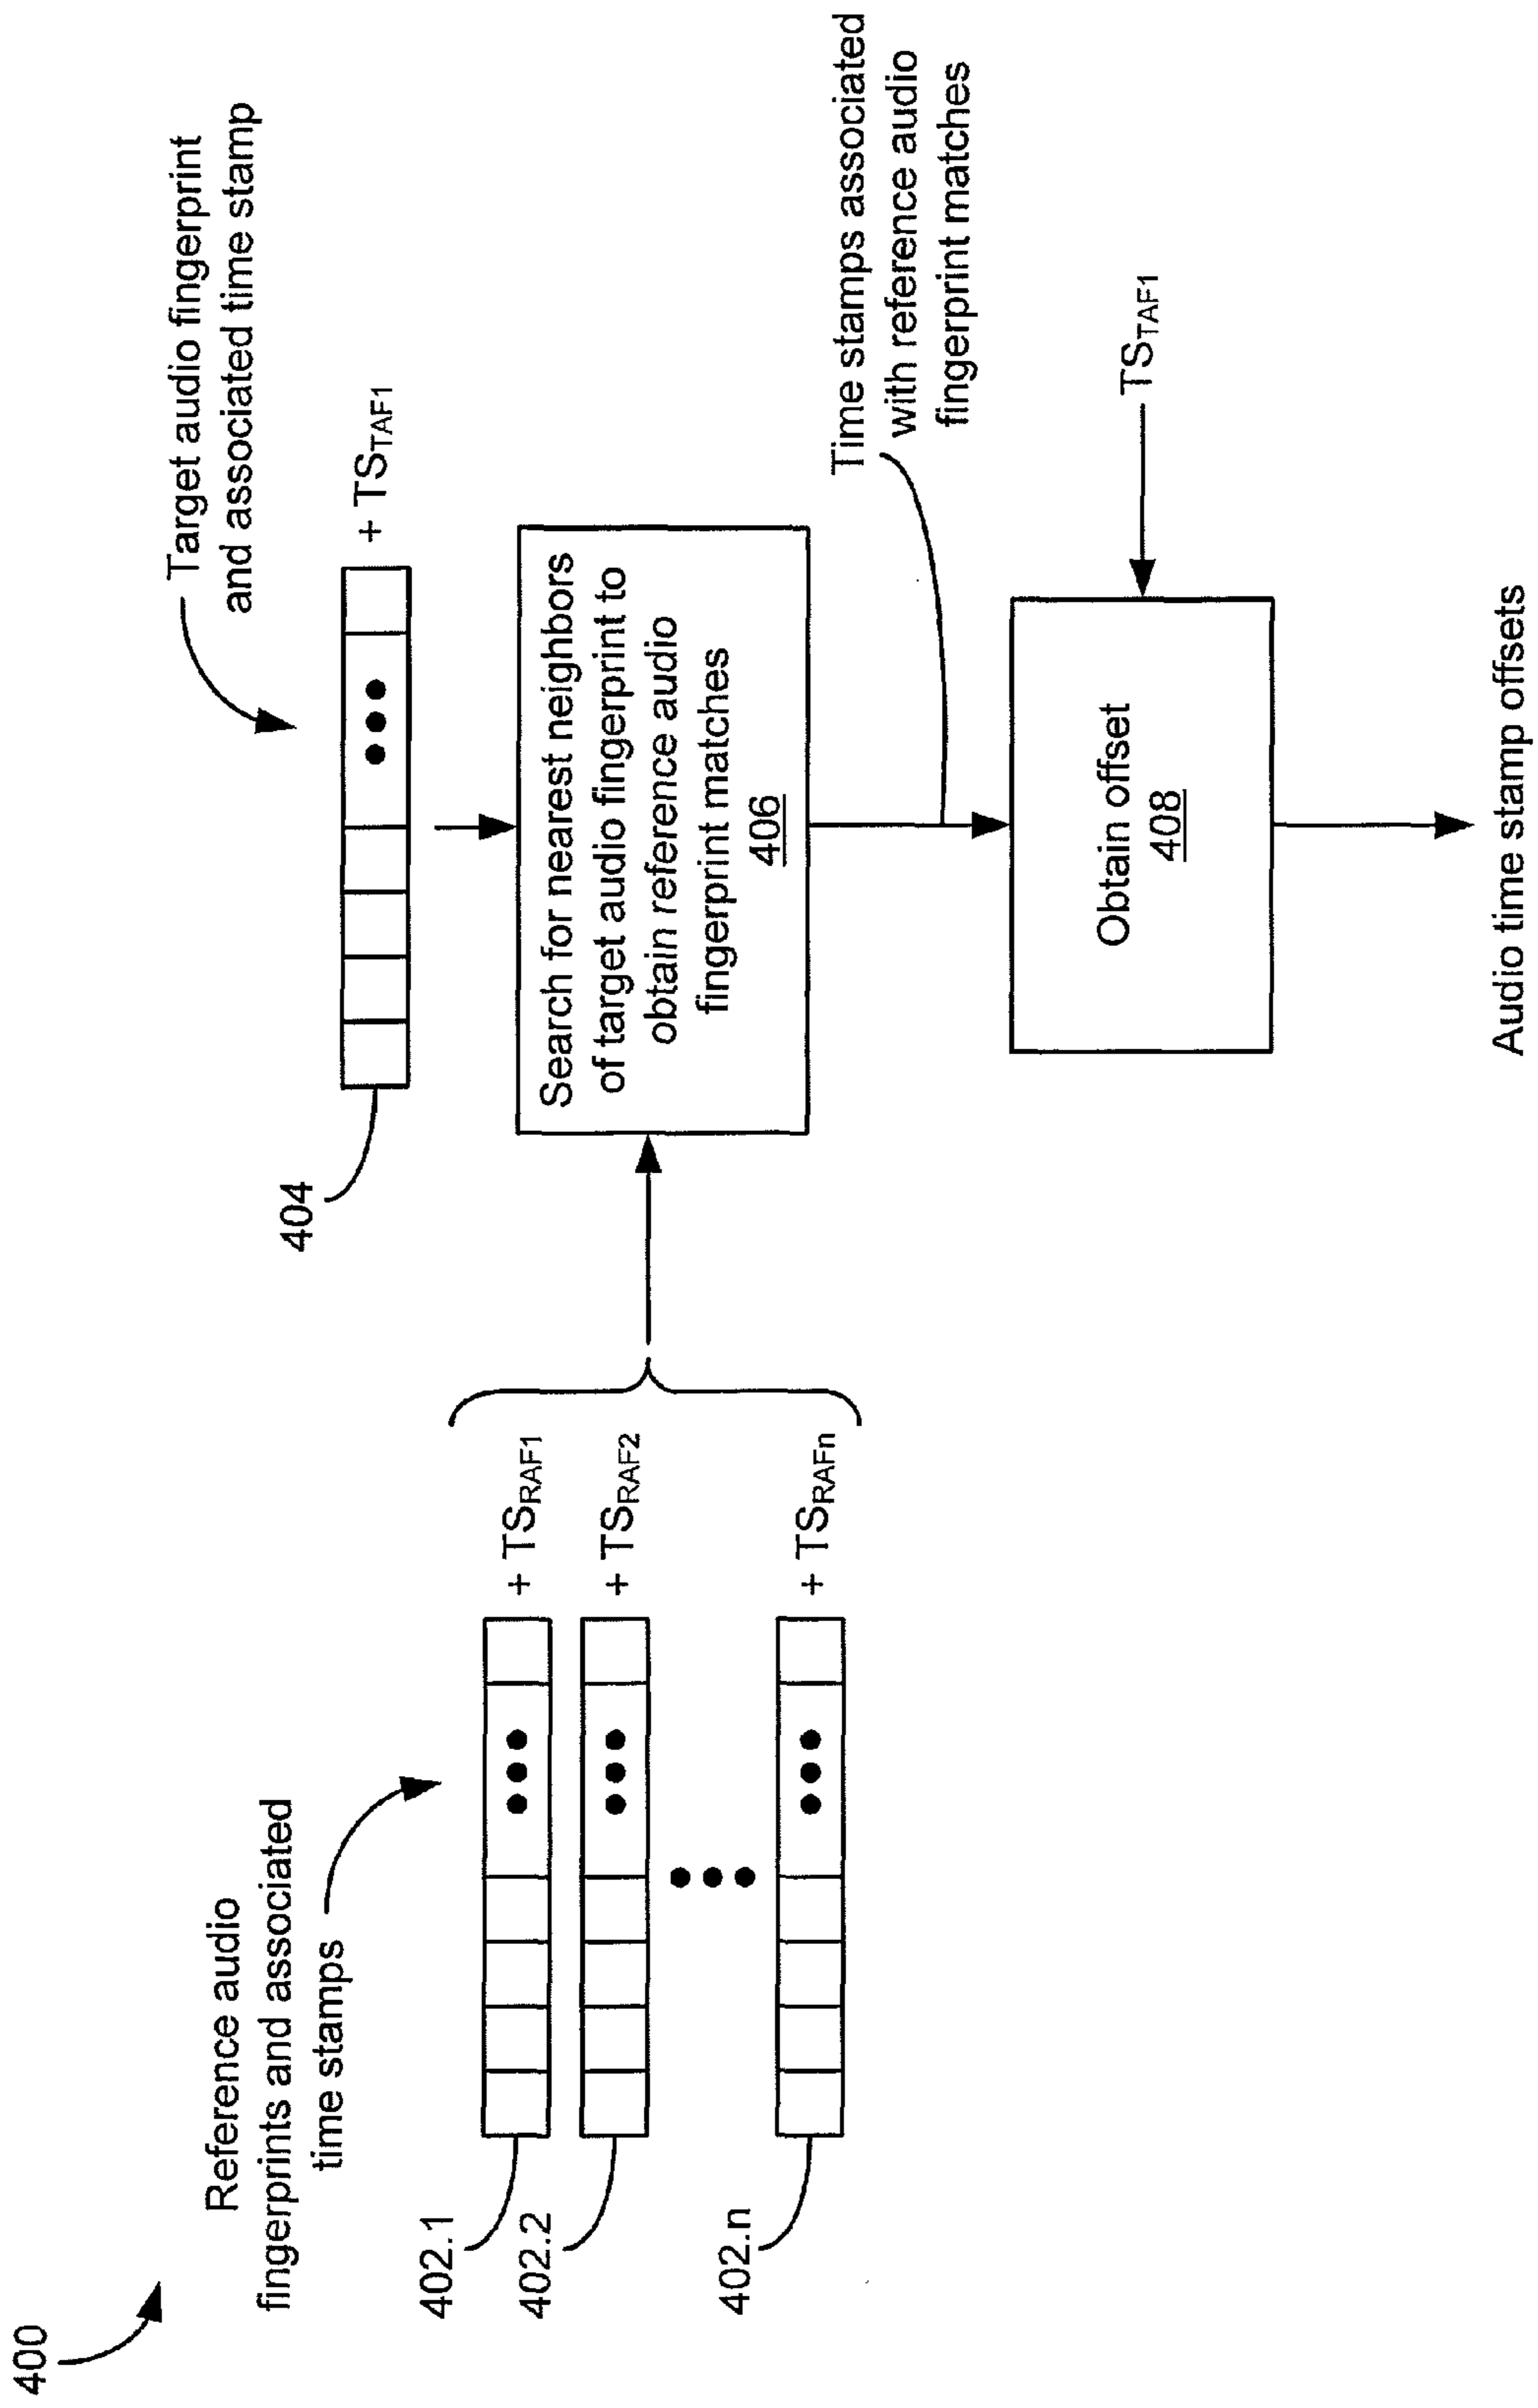 400
Reference audio
fingerprints and associated
time stamps
402.1
+ TSRAF1
402.2
+ TSRAF2
402.n
+ TSRAFn
Target audio fingerprint
and associated time stamp
404
+ TSTAF1
Search for nearest neighbors
of target audio fingerprint to
obtain reference audio
fingerprint matches
406
Time stamps associated
with reference audio
fingerprint matches
Obtain offset
408
TSTAF1
Audio time stamp offsets